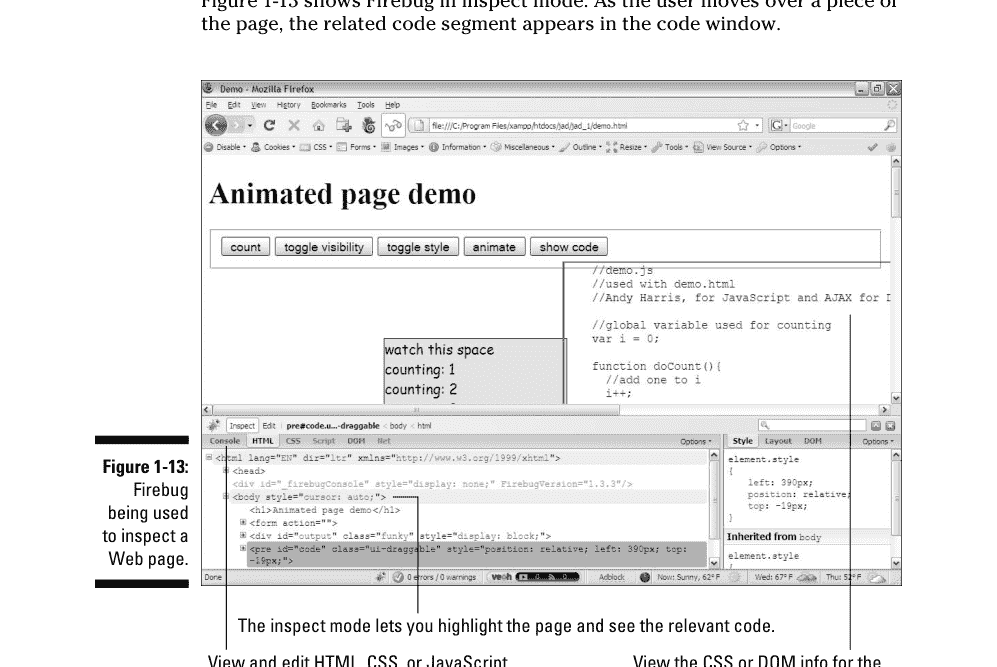 Figure 1-13 shows Firebug in inspect mode. As the user moves over a piece of
the page, the related code segment appears in the code window.
Demo - Mozilla Firefox
File Edit View History Bookmarks Tools Help
file:///C:/Program Files/xampp/htdocs/jad/jad_1/demo.html
Google
Disable Cookies CSS Forms Images Information Miscellaneous Outline Resize Tools View Source Options
Animated page demo
count toggle visibility toggle style animate show code
//demo.js
//used with demo.html
//Andy Harris, for JavaScript and AJAX for D
//global variable used for counting
var i = 0;
function doCount(){
//add one to i
i++;
watch this space
counting: 1
counting: 2
Inspect Edit pre#code.u...-draggable < body < html
Console HTML CSS Script DOM Net Options
Style Layout DOM Options
<html lang="EN" dir="ltr" xmlns="http://www.w3.org/1999/xhtml">
<head>
<div id="_firebugConsole" style="display: none;" FirebugVersion="1.3.3"/>
<body style="cursor: auto;">
<h1>Animated page demo</h1>
<form action="">
<div id="output" class="funky" style="display: block;">
<pre id="code" class="ui-draggable" style="position: relative; left: 390px; top:
-19px;">
element.style
{
left: 390px;
position: relative;
top: -19px;
}
Inherited from body
element.style
Done 0 errors / 0 warnings veoh Adblock Now: Sunny, 62° F Wed: 67° F Thu: 52° F
Figure 1-13:
Firebug
being used
to inspect a
Web page.
The inspect mode lets you highlight the page and see the relevant code.
View and edit HTML, CSS, or JavaScript
View the CSS or DOM info for the